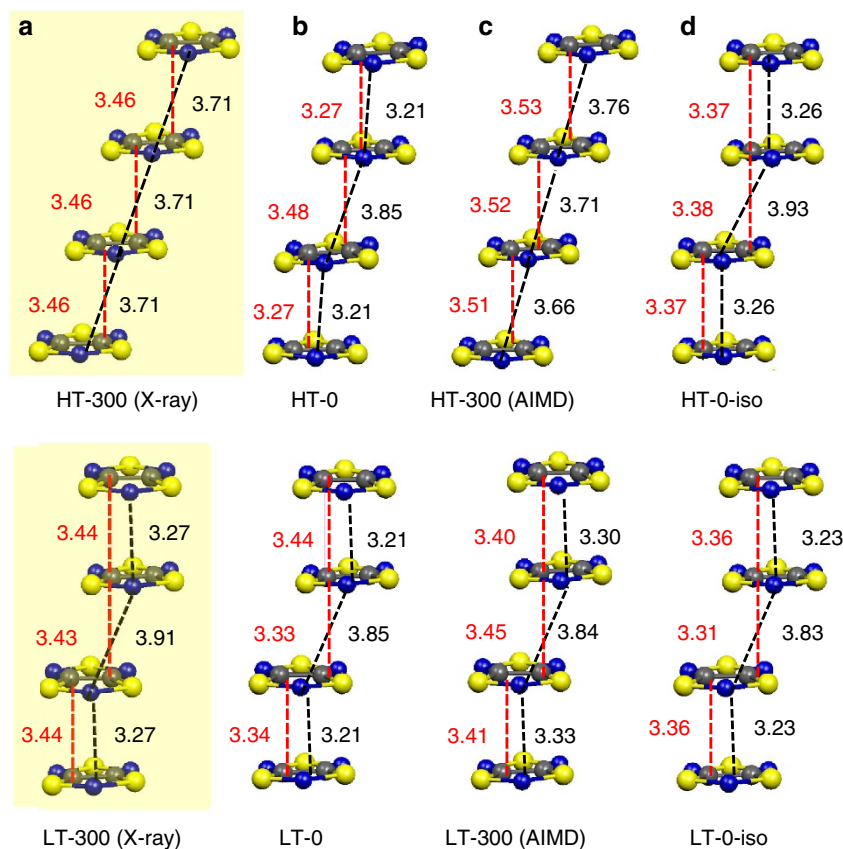 a b c d
3.46 3.71 3.27 3.21 3.53 3.76 3.37 3.26
3.46 3.71 3.48 3.85 3.52 3.71 3.38 3.93
3.46 3.71 3.27 3.21 3.51 3.66 3.37 3.26
HT-300 (X-ray) HT-0 HT-300 (AIMD) HT-0-iso
3.44 3.27 3.44 3.21 3.40 3.30 3.36 3.23
3.43 3.91 3.33 3.85 3.45 3.84 3.31 3.83
3.44 3.27 3.34 3.21 3.41 3.33 3.36 3.23
LT-300 (X-ray) LT-0 LT-300 (AIMD) LT-0-iso